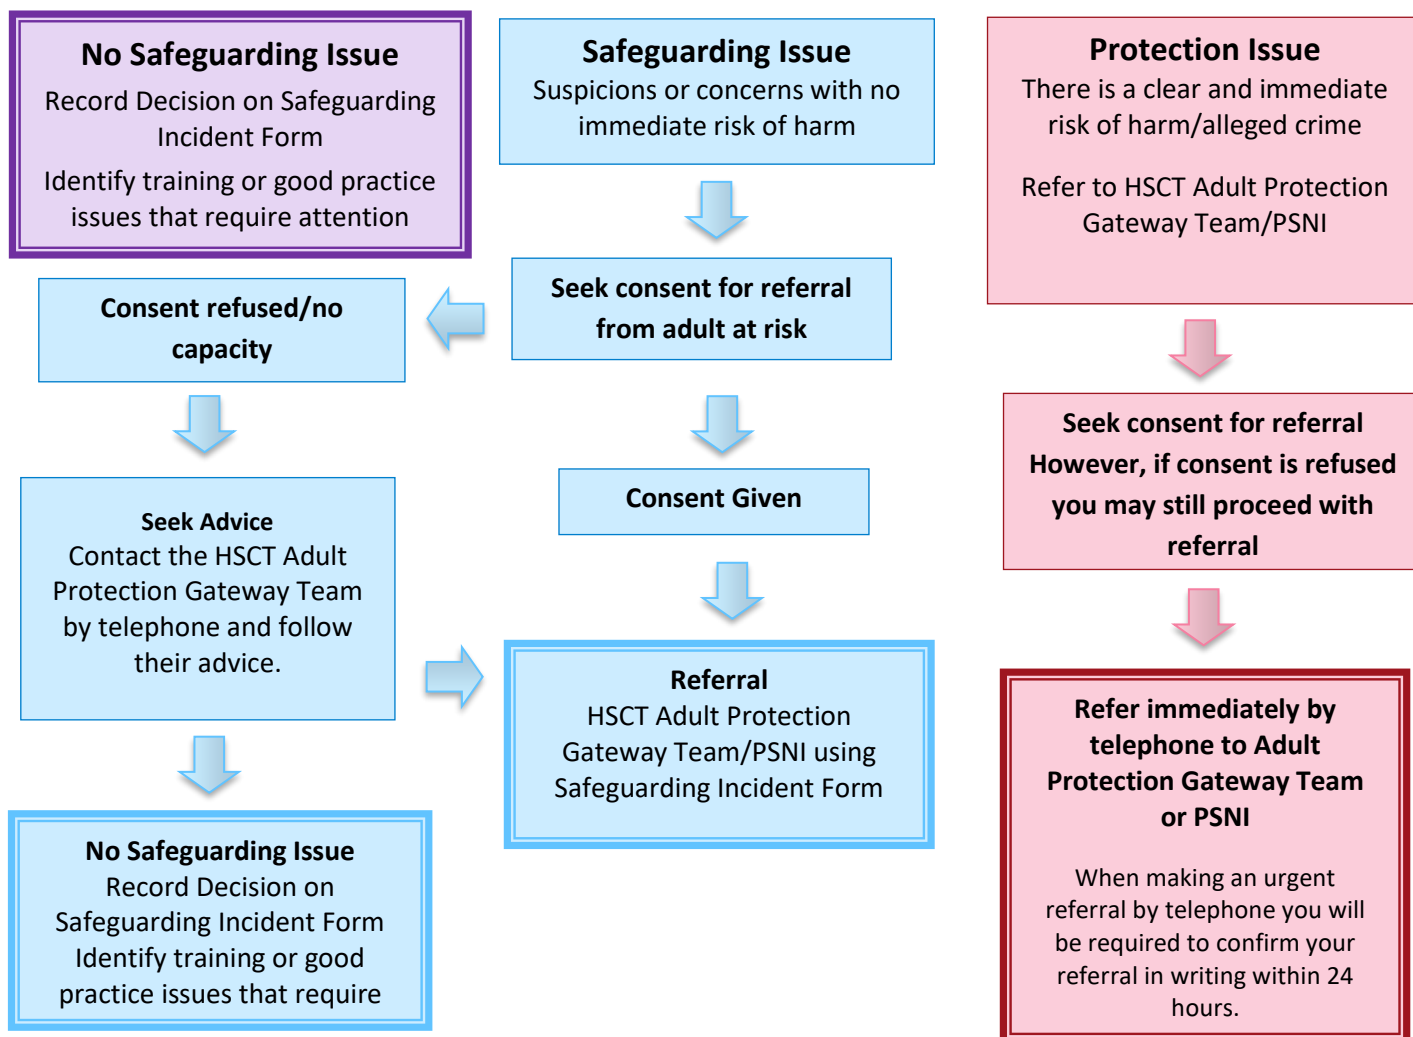 No Safeguarding Issue
Record Decision on Safeguarding
Incident Form
Identify training or good practice
issues that require attention
Safeguarding Issue
Suspicions or concerns with no
immediate risk of harm
Protection Issue
There is a clear and immediate
risk of harm/alleged crime
Refer to HSCT Adult Protection
Gateway Team/PSNI
Consent refused/no
capacity
Seek consent for referral
from adult at risk
Seek consent for referral
However, if consent is refused
you may still proceed with
referral
Seek Advice
Contact the HSCT Adult
Protection Gateway Team
by telephone and follow
their advice.
Consent Given
Referral
HSCT Adult Protection
Gateway Team/PSNI using
Safeguarding Incident Form
Refer immediately by
telephone to Adult
Protection Gateway Team
or PSNI
When making an urgent
referral by telephone you will
be required to confirm your
referral in writing within 24
hours.
No Safeguarding Issue
Record Decision on
Safeguarding Incident Form
Identify training or good
practice issues that require